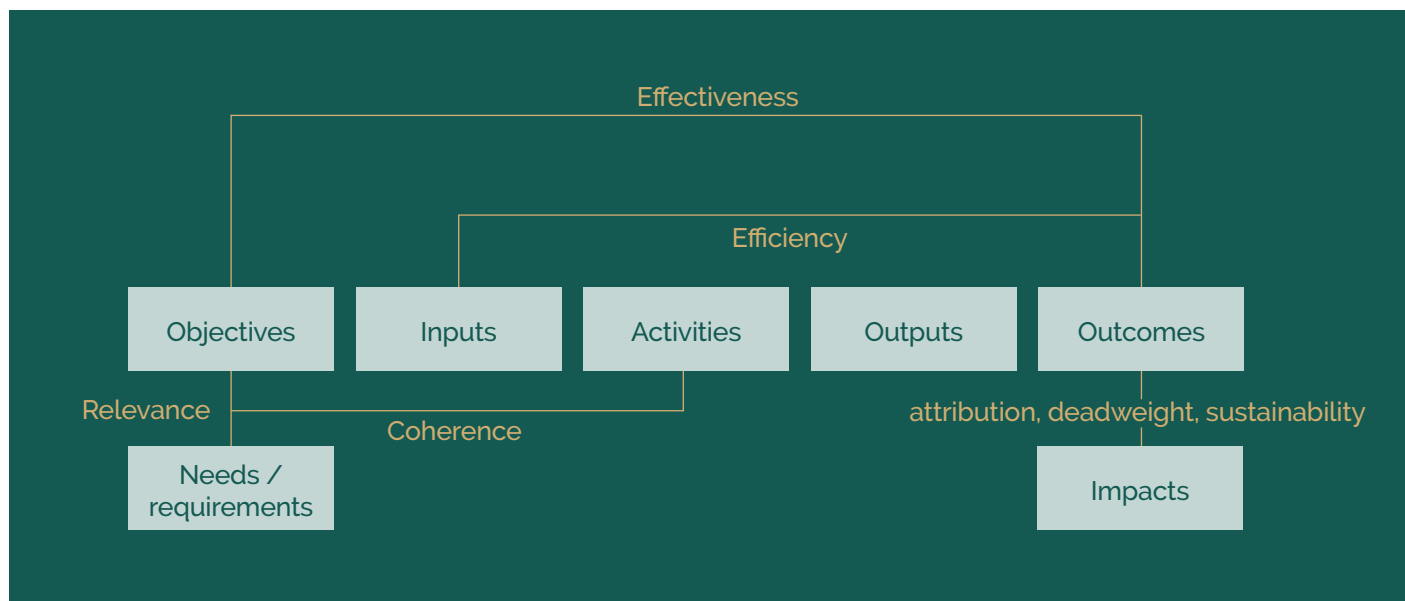 Effectiveness
Efficiency
Objectives
Inputs
Activities
Outputs
Outcomes
Relevance
Coherence
attribution, deadweight, sustainability
Needs /
requirements
Impacts